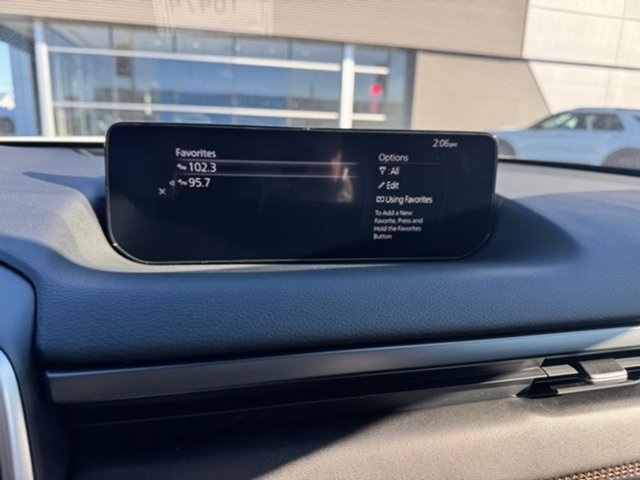 2:06pm
Favorites
102.3
95.7
Options
: All
Edit
Using Favorites
To Add a New
Favorite, Press and
Hold the Favorites
Button